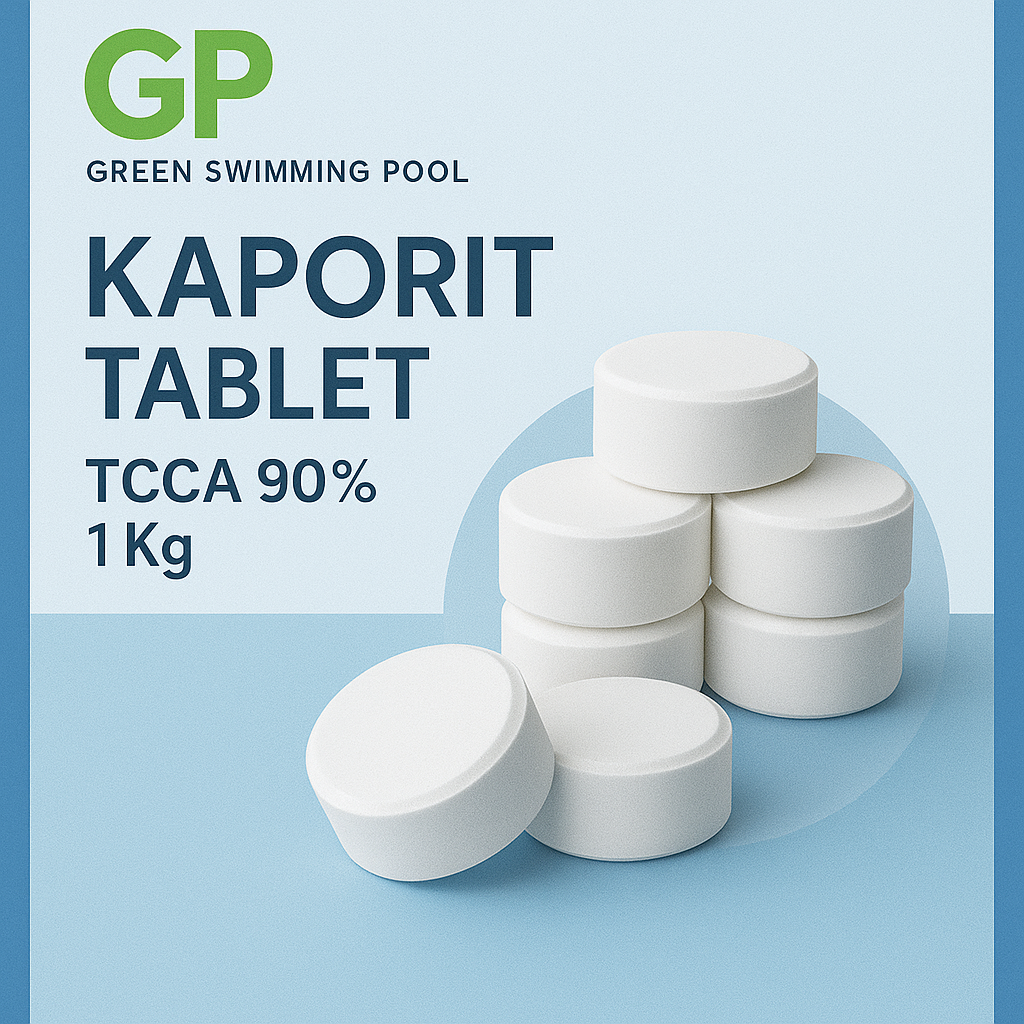 GP
GREEN SWIMMING POOL
KAPORIT
TABLET
TCCA 90%
1 Kg